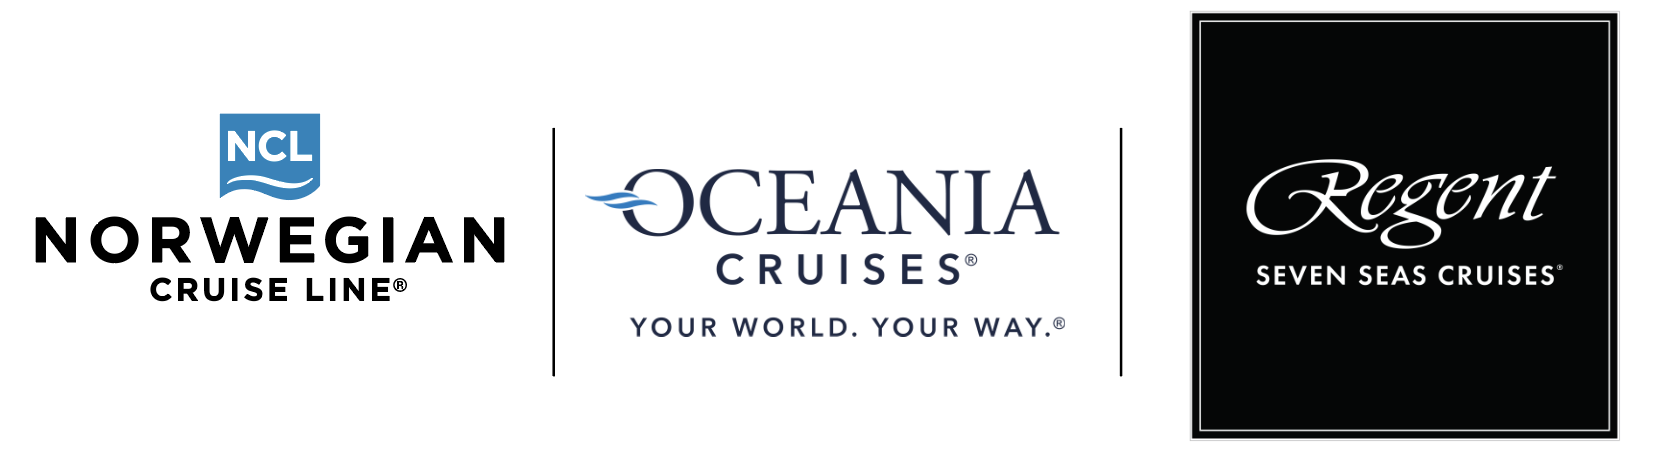 NCL
NORWEGIAN
CRUISE LINE®
OCEANIA
CRUISES®
YOUR WORLD. YOUR WAY.®
Regent
SEVEN SEAS CRUISES®